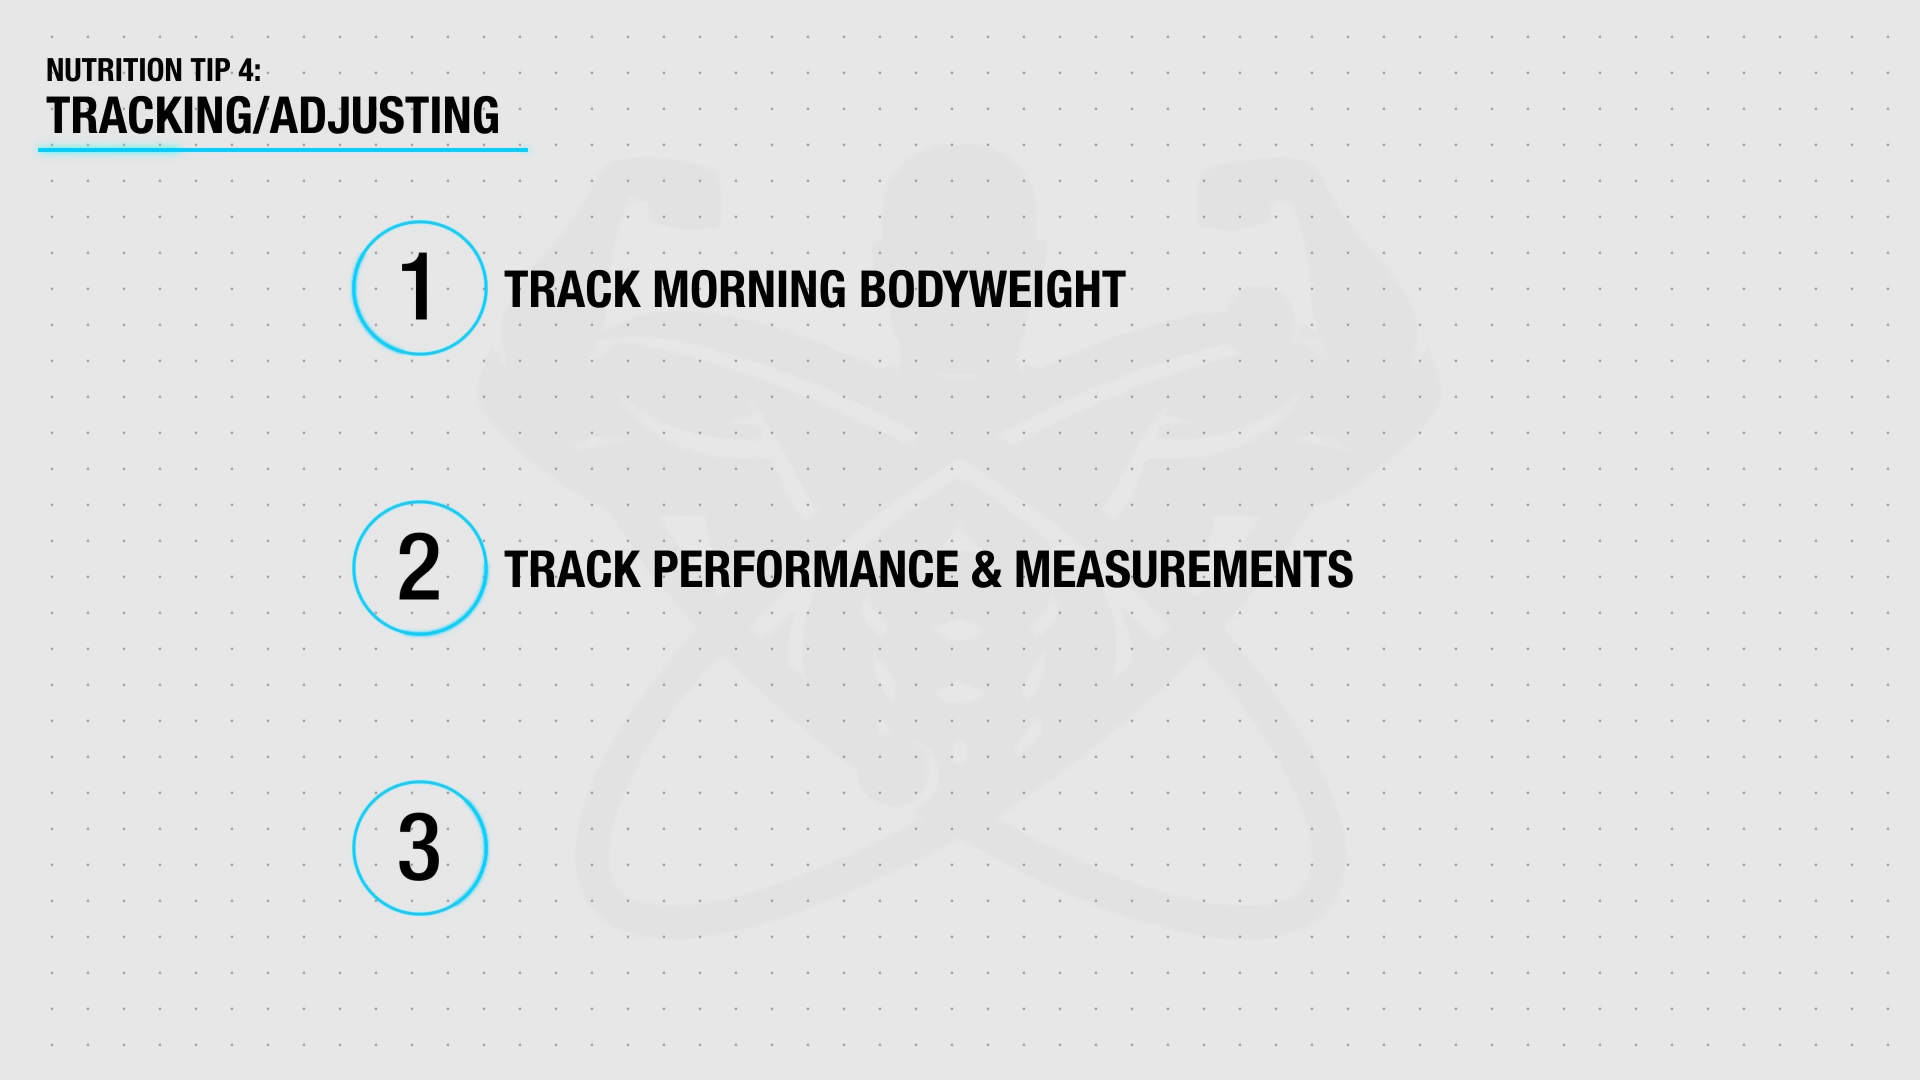 NUTRITION TIP 4:
TRACKING/ADJUSTING
1 TRACK MORNING BODYWEIGHT
2 TRACK PERFORMANCE & MEASUREMENTS
3